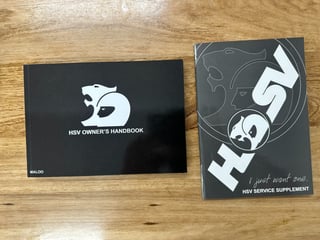 HSV OWNER'S HANDBOOK
MALOO
HSV
I just want one.
HSV SERVICE SUPPLEMENT